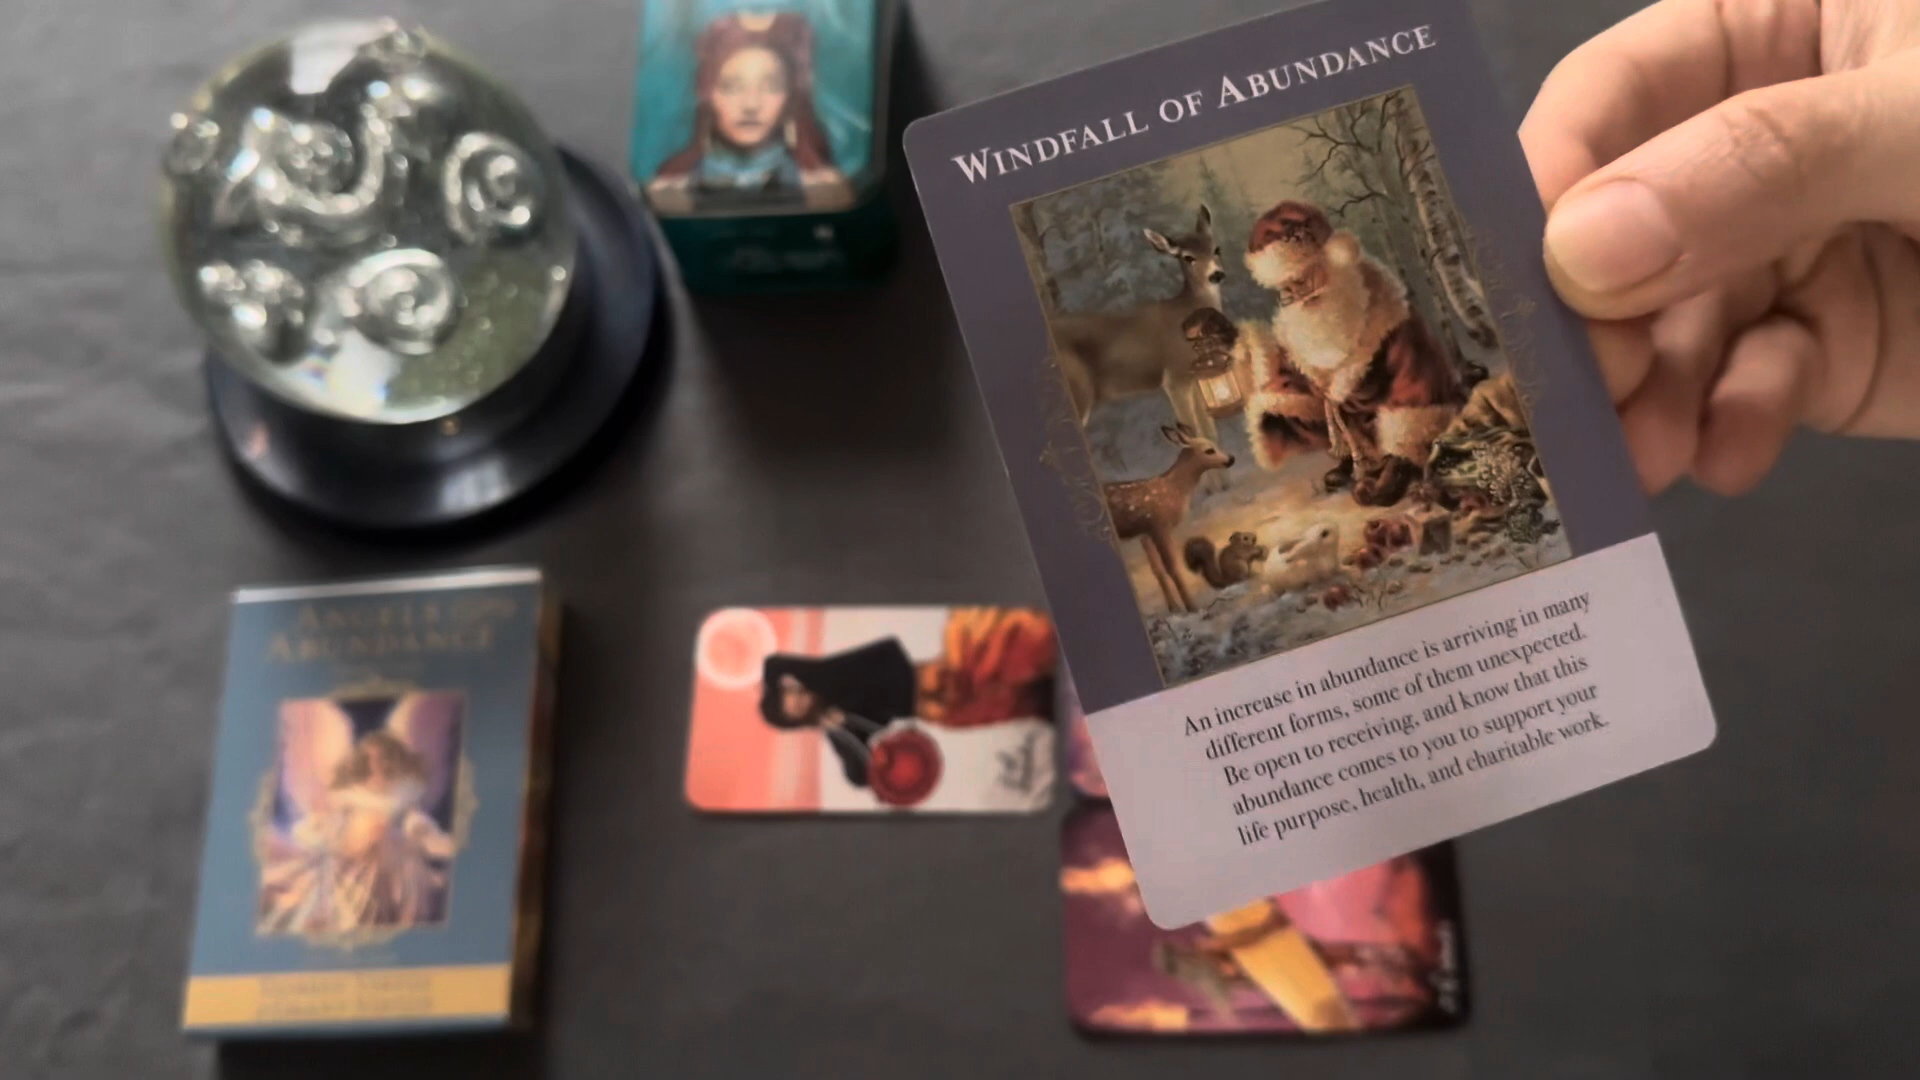 WINDFALL OF ABUNDANCE
An increase in abundance is arriving in many
different forms, some of them unexpected.
Be open to receiving, and know that this
abundance comes to you to support your
life purpose, health, and charitable work.
ANGELS OF
ABUNDANCE